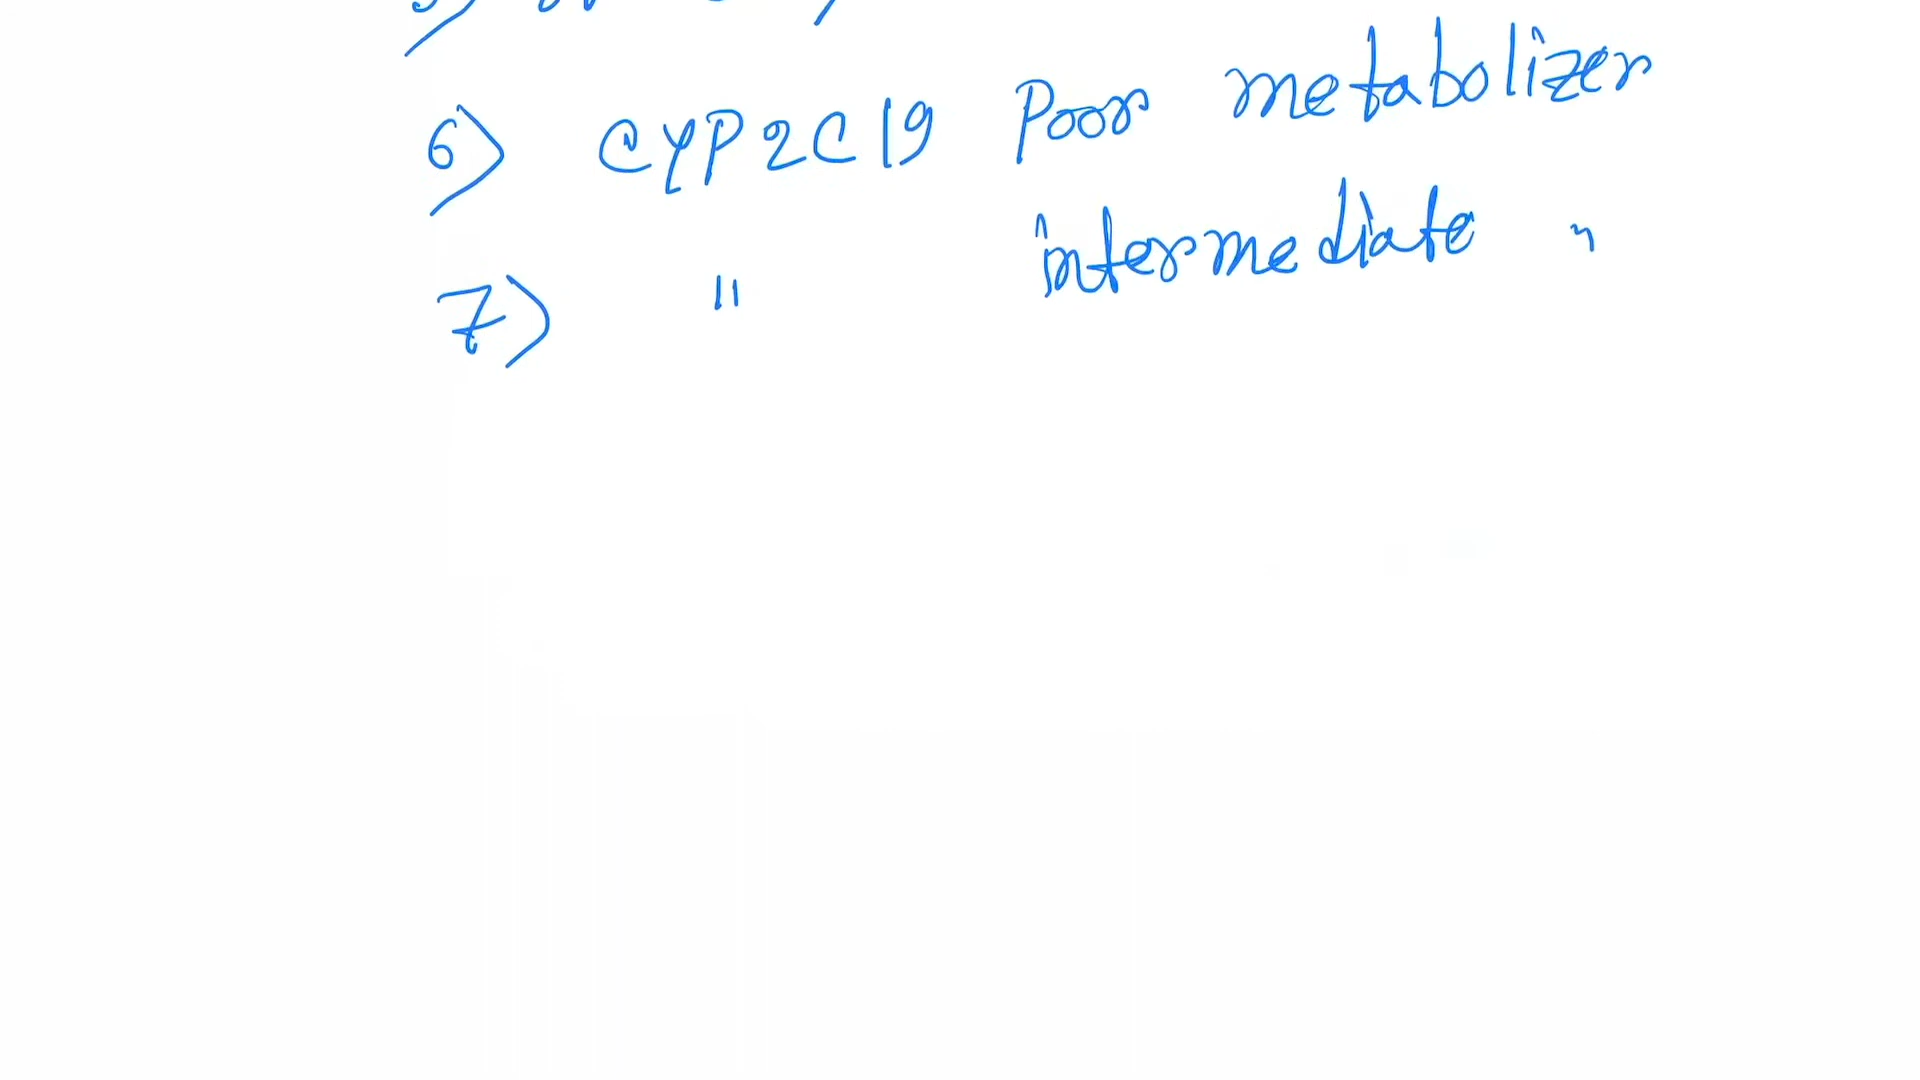 6) CYP2C19 Poor metabolizer
7) " intermediate "